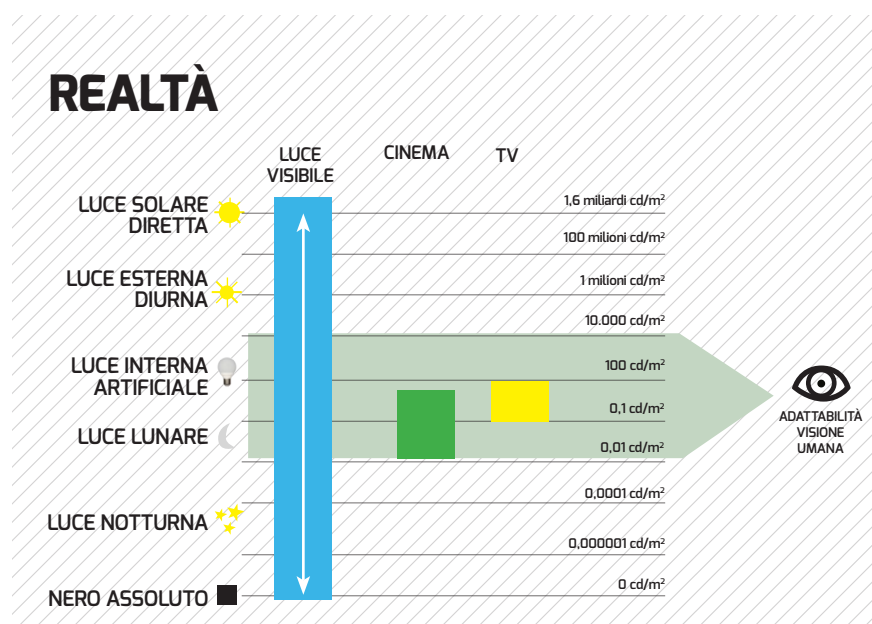 REALTÀ
LUCE
VISIBILE
CINEMA
TV
LUCE SOLARE
DIRETTA
1,6 miliardi cd/m²
100 milioni cd/m²
LUCE ESTERNA
DIURNA
1 milioni cd/m²
10.000 cd/m²
LUCE INTERNA
ARTIFICIALE
100 cd/m²
0,1 cd/m²
LUCE LUNARE
0,01 cd/m²
ADATTABILITÀ
VISIONE
UMANA
0,0001 cd/m²
LUCE NOTTURNA
0,000001 cd/m²
NERO ASSOLUTO
0 cd/m²